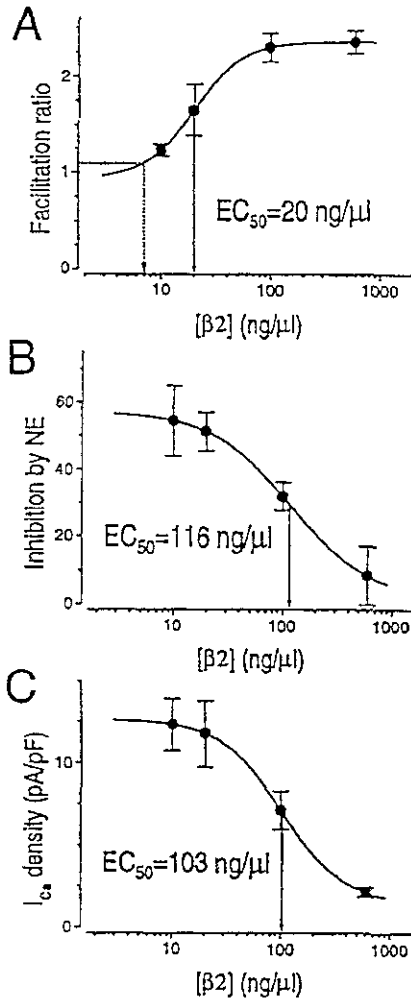 A
Facilitation ratio
2
1
0
EC50=20 ng/μl
10
100
1000
[β2] (ng/μl)
B
Inhibition by NE
60
40
20
0
EC50=116 ng/μl
10
100
1000
[β2] (ng/μl)
C
ICa density (pA/pF)
10
0
EC50=103 ng/μl
10
100
1000
[β2] (ng/μl)